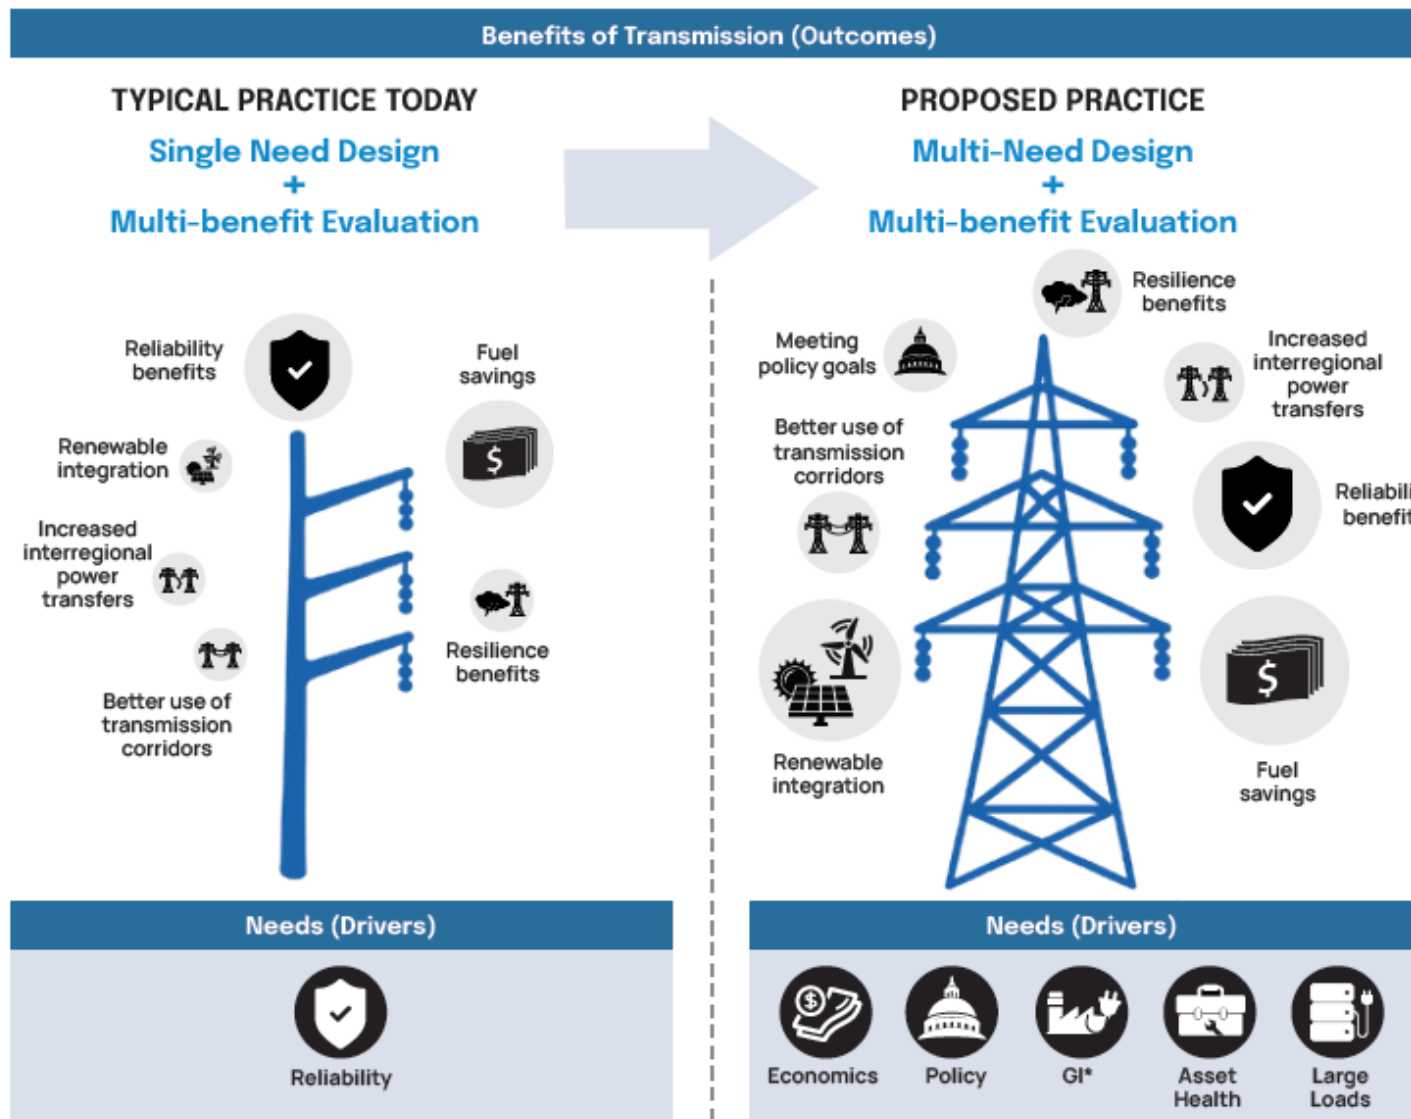 Benefits of Transmission (Outcomes)
TYPICAL PRACTICE TODAY
Single Need Design
+
Multi-benefit Evaluation
Reliability
benefits
Fuel
savings
$
Renewable
integration
Increased
interregional
power
transfers
Resilience
benefits
Better use of
transmission
corridors
Needs (Drivers)
Reliability
PROPOSED PRACTICE
Multi-Need Design
+
Multi-benefit Evaluation
Resilience
benefits
Meeting
policy goals
Increased
interregional
power
transfers
Better use of
transmission
corridors
Reliabili
benefit
Renewable
integration
$
Fuel
savings
Needs (Drivers)
$
Economics
Policy
GI*
Asset
Health
Large
Loads